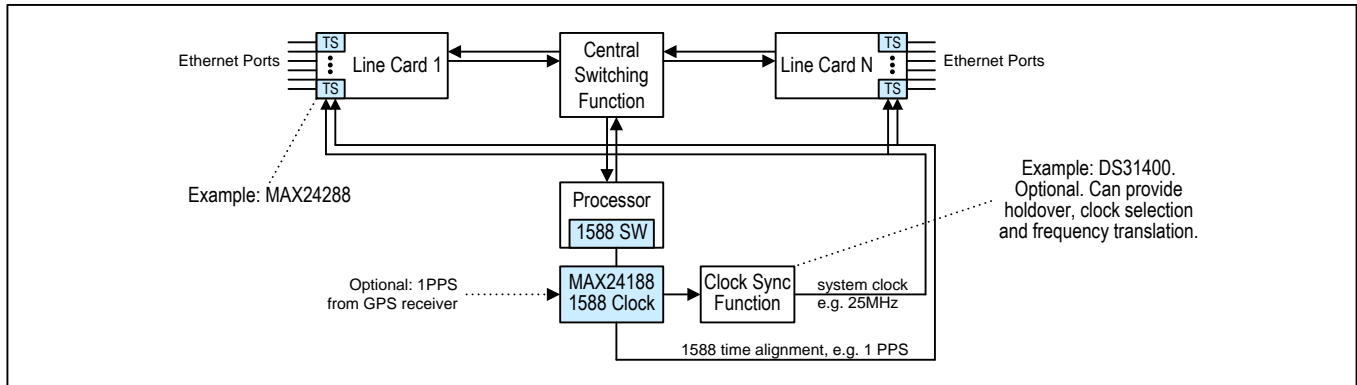 TS
Ethernet Ports
TS
Line Card 1
Central
Switching
Function
Line Card N
TS
TS
Ethernet Ports
Example: MAX24288
Processor
1588 SW
Example: DS31400.
Optional. Can provide
holdover, clock selection
and frequency translation.
Optional: 1PPS
from GPS receiver
MAX24188
1588 Clock
Clock Sync
Function
system clock
e.g. 25MHz
1588 time alignment, e.g. 1 PPS